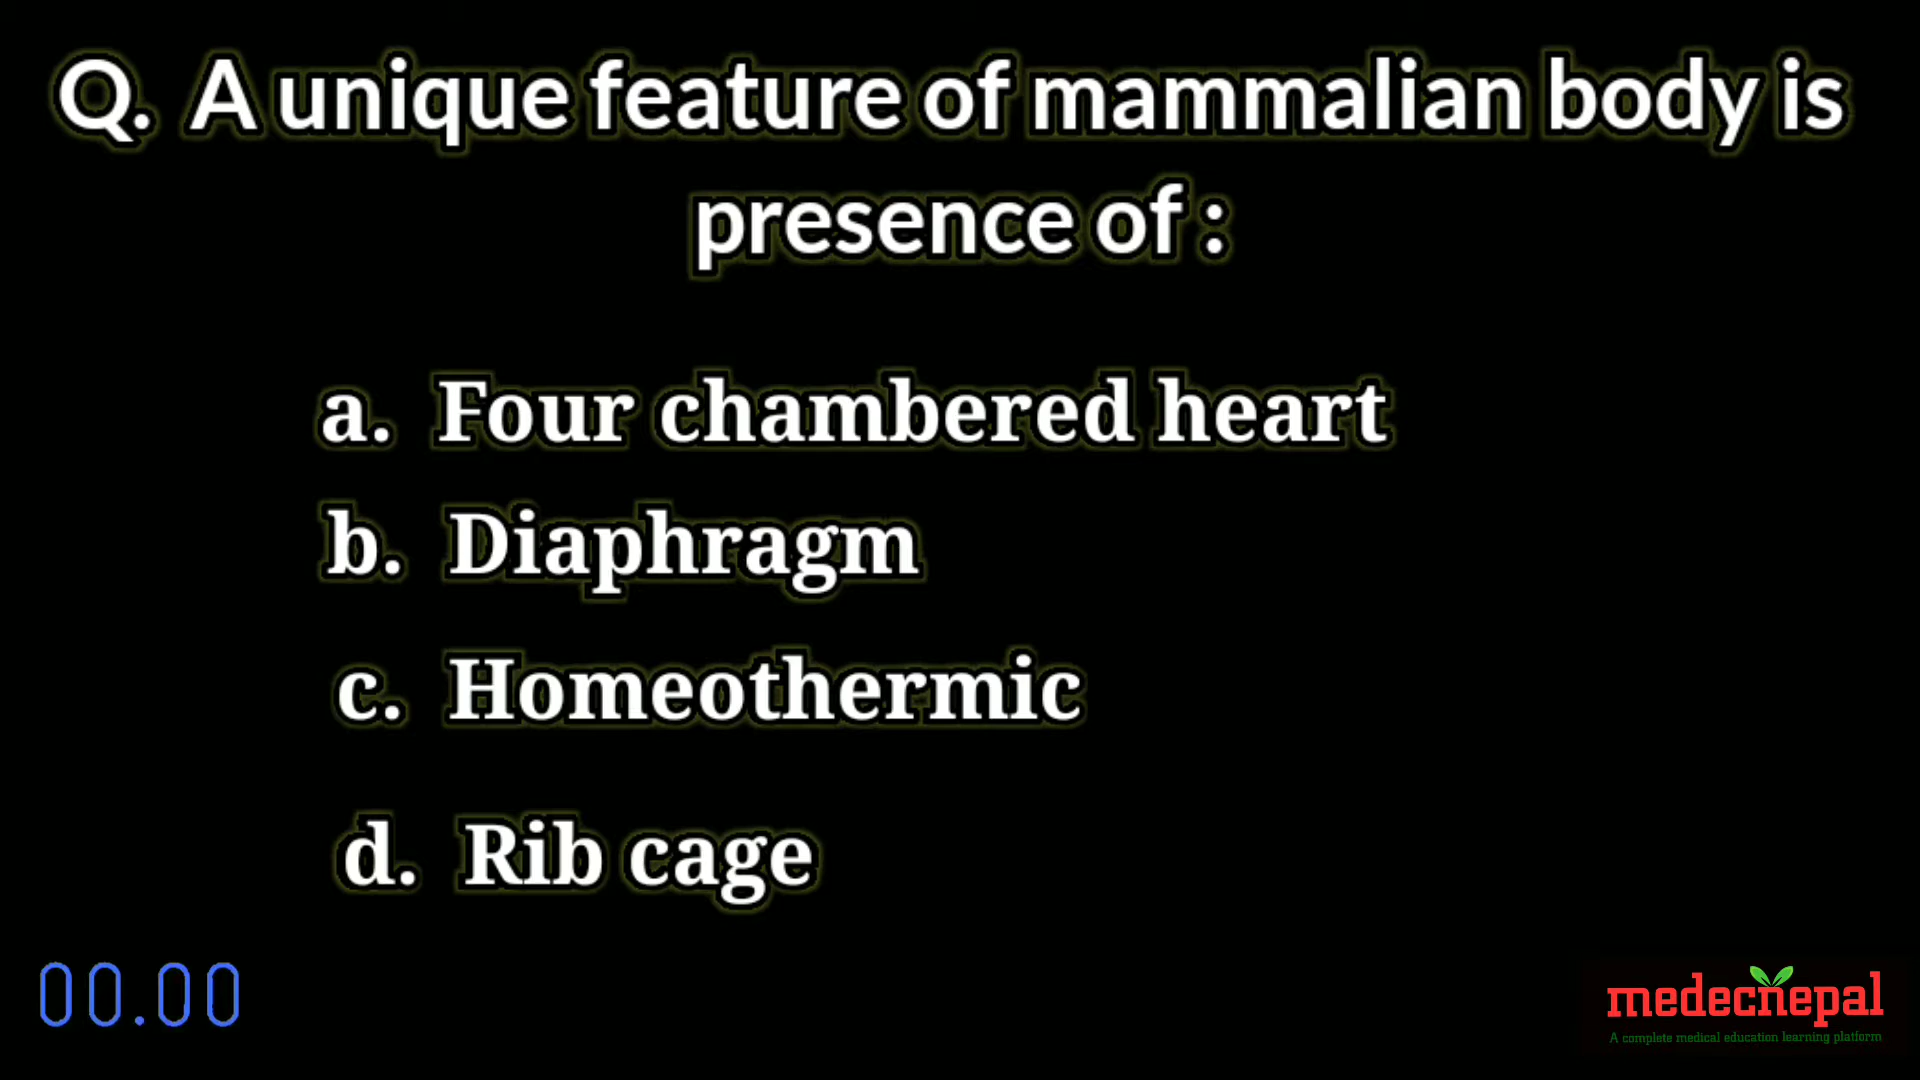 Q. A unique feature of mammalian body is
presence of :
a. Four chambered heart
b. Diaphragm
c. Homeothermic
d. Rib cage
00.00
medecnepal
A complete medical education learning platform